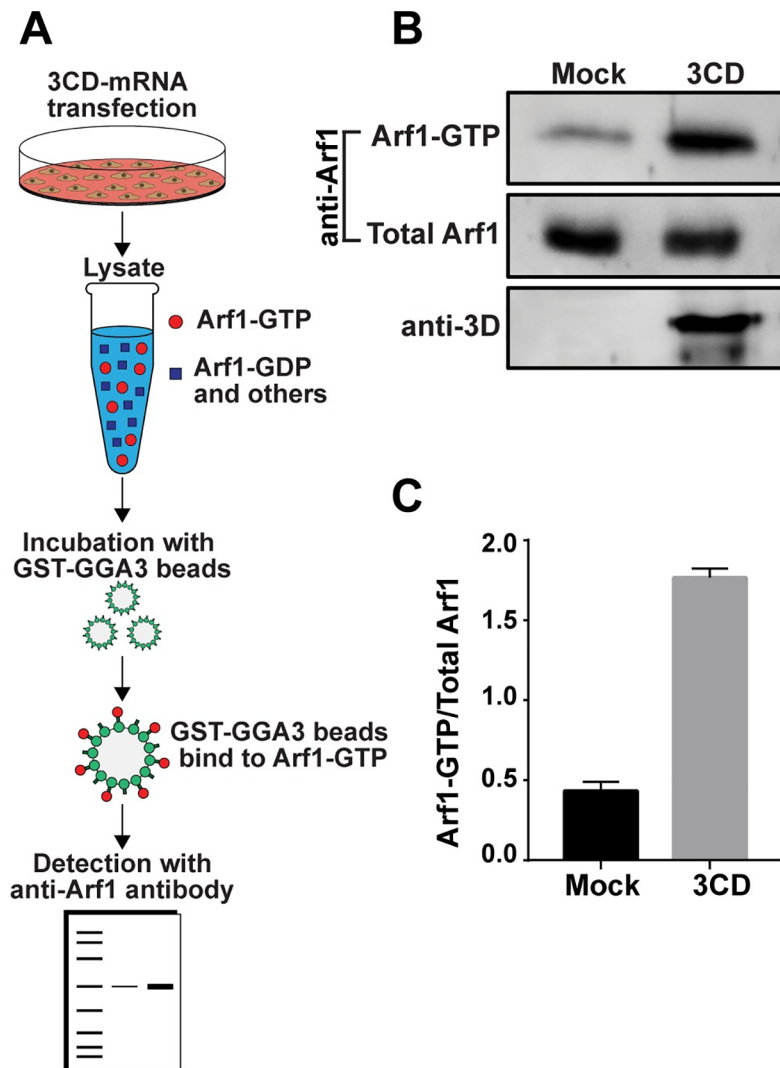 A
3CD-mRNA
transfection
Lysate
Arf1-GTP
Arf1-GDP
and others
Incubation with
GST-GGA3 beads
GST-GGA3 beads
bind to Arf1-GTP
Detection with
anti-Arf1 antibody
B
Mock 3CD
anti-Arf1
Arf1-GTP
Total Arf1
anti-3D
C
Arf1-GTP/Total Arf1
2.0
1.5
1.0
0.5
0.0
Mock 3CD